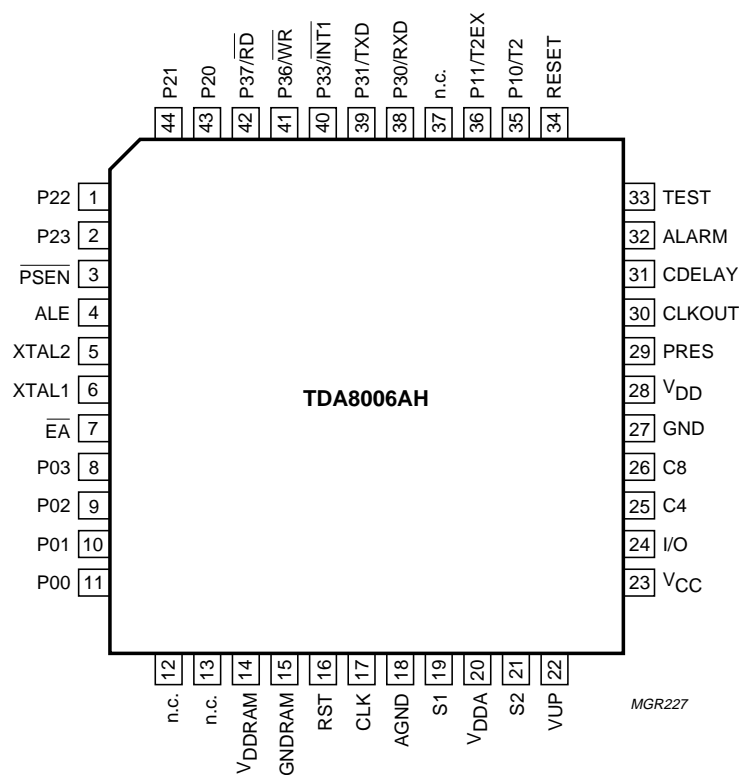 P21
P20
P37/RD
P36/WR
P33/INT1
P31/TXD
P30/RXD
n.c.
P11/T2EX
P10/T2
RESET
44
43
42
41
40
39
38
37
36
35
34
P22 1
P23 2
PSEN 3
ALE 4
XTAL2 5
XTAL1 6
EA 7
P03 8
P02 9
P01 10
P00 11
TDA8006AH
33 TEST
32 ALARM
31 CDELAY
30 CLKOUT
29 PRES
28 VDD
27 GND
26 C8
25 C4
24 I/O
23 VCC
12
13
14
15
16
17
18
19
20
21
22
n.c.
n.c.
VDDRAM
GNDRAM
RST
CLK
AGND
S1
VDDA
S2
VUP
MGR227